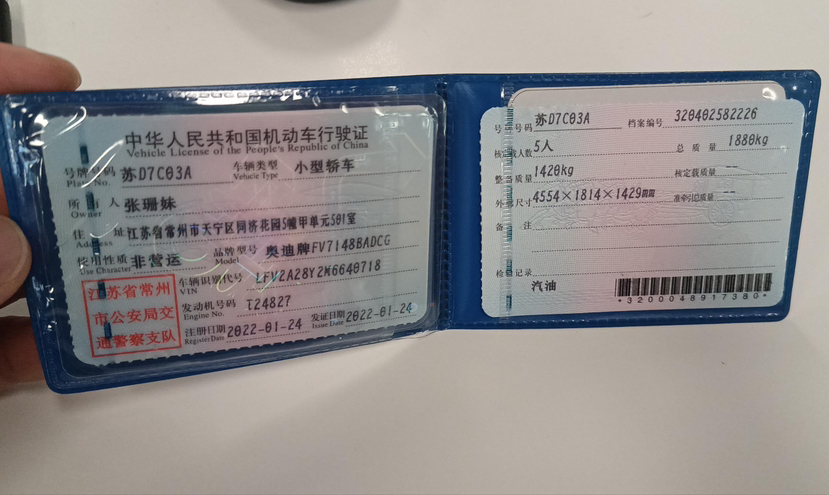 中华人民共和国机动车行驶证
Vehicle License of the People's Republic of China
号牌号码 苏D7C03A 车辆类型 小型轿车
Plate No. Vehicle Type
所有人 张珊妹
Owner
住址 江苏省常州市天宁区同济花园5幢甲单元501室
Address
使用性质 非营运 品牌型号 奥迪牌FV7148BADCG
Use Character Model
车辆识别代号 LFV2A28Y2M6640718
VIN
发动机号码 T24827
Engine No.
注册日期 2022-01-24 发证日期 2022-01-24
Register Date Issue Date
江苏省常州
市公安局交
通警察支队
号牌号码 苏D7C03A 档案编号 320402582226
核定载人数 5人 总质量 1880kg
整备质量 1420kg 核定载质量 --
外廓尺寸 4554×1814×1429mm 准牵引总质量 --
备注
检验记录
汽油
*3200048917380*